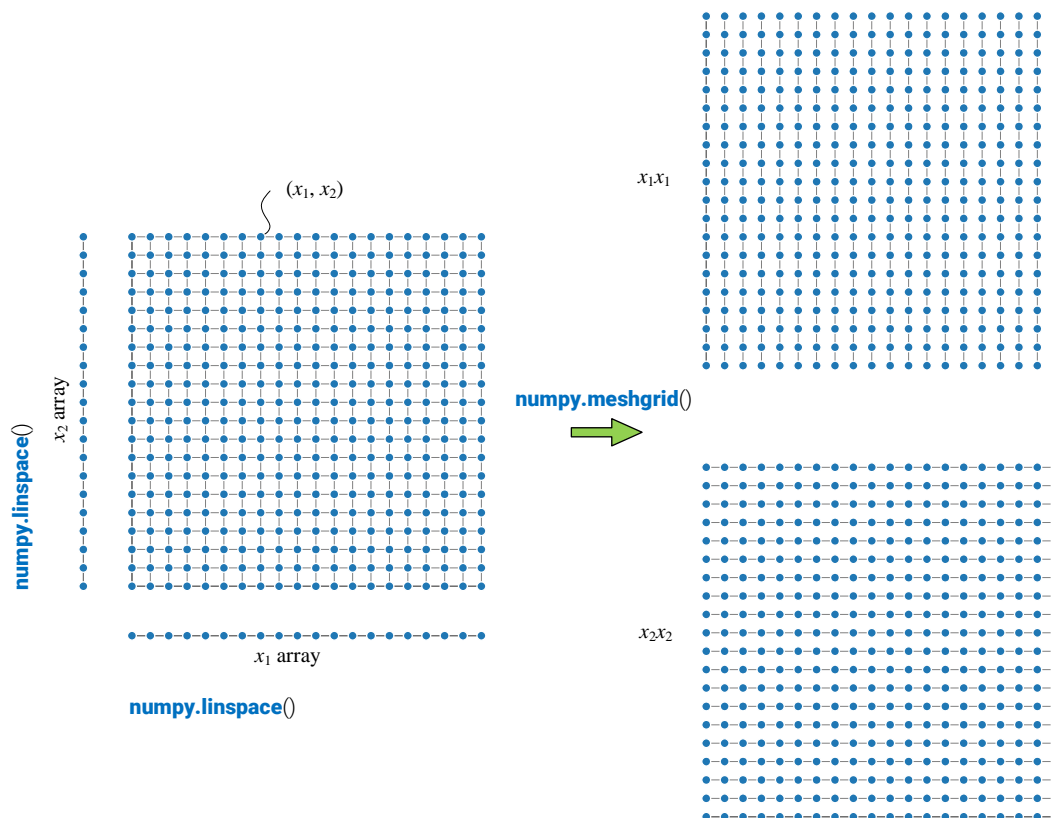 (x₁, x₂)
x₁x₁
x₂ array
numpy.linspace()
numpy.meshgrid()
x₂x₂
x₁ array
numpy.linspace()